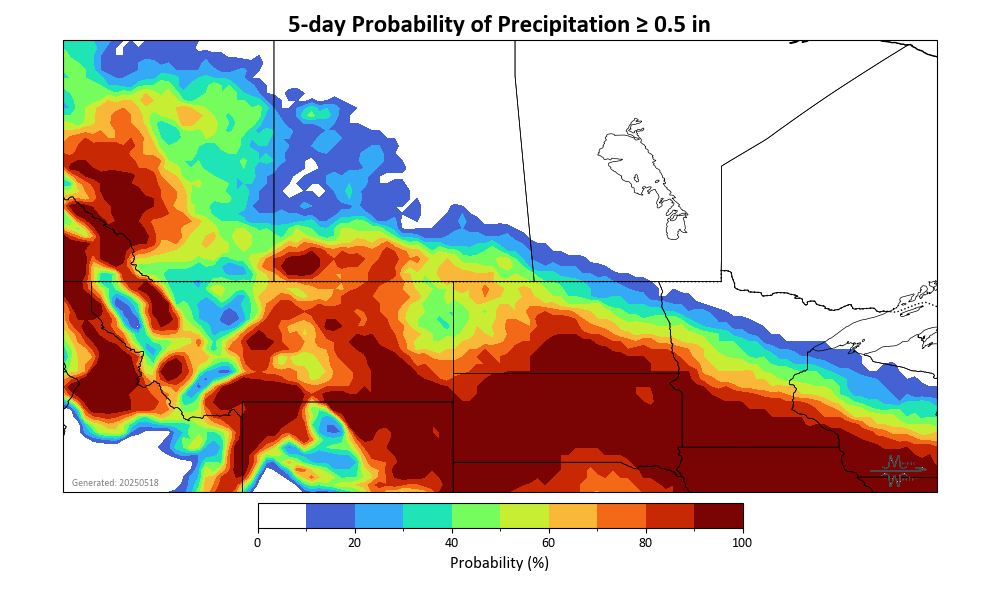 5-day Probability of Precipitation ≥ 0.5 in
Generated: 20250518
0 20 40 60 80 100
Probability (%)